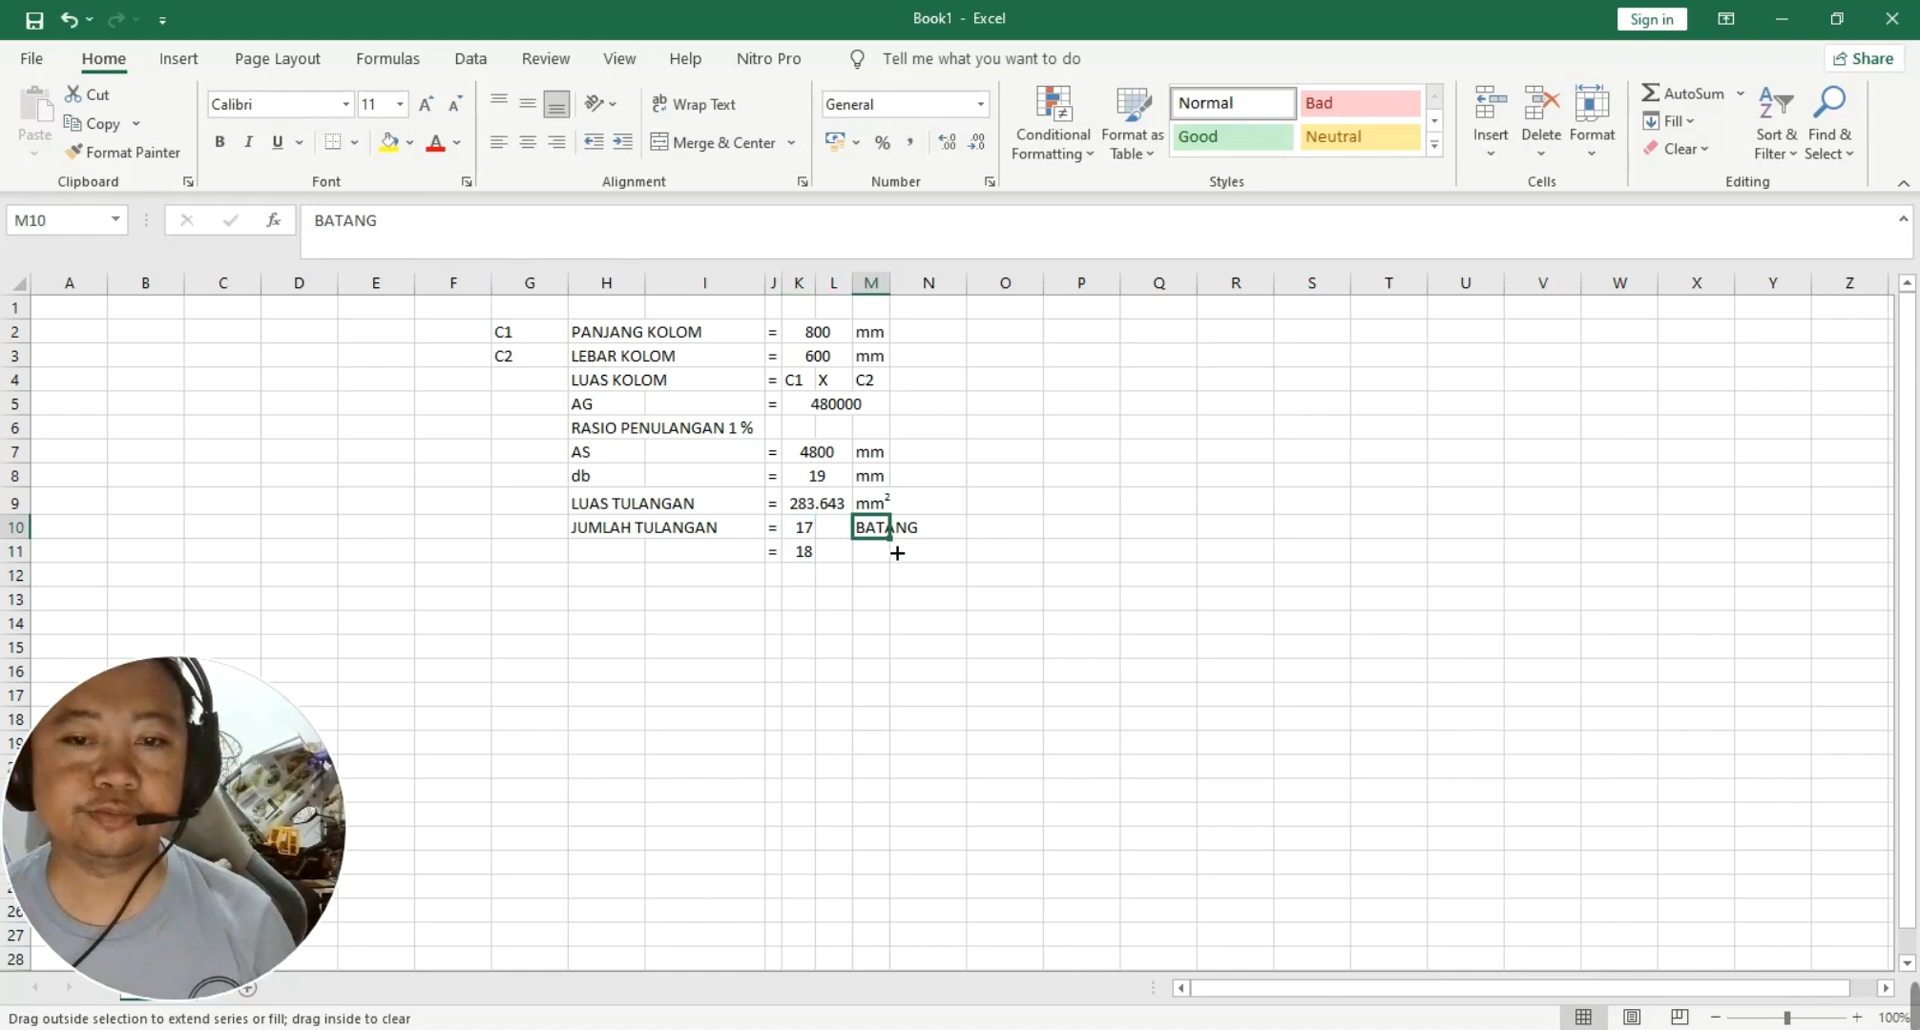 Book1 - Excel
Sign in
File Home Insert Page Layout Formulas Data Review View Help Nitro Pro Tell me what you want to do Share
Paste
Cut
Copy
Format Painter
Clipboard
Calibri 11
B I U
Font
Wrap Text
Merge & Center
Alignment
General
%
Number
Conditional Formatting
Format as Table
Normal Bad
Good Neutral
Styles
Insert Delete Format
Cells
AutoSum
Fill
Clear
Sort & Filter
Find & Select
Editing
M10 fx BATANG
A B C D E F G H I J K L M N O P Q R S T U V W X Y Z
1
2 C1 PANJANG KOLOM = 800 mm
3 C2 LEBAR KOLOM = 600 mm
4 LUAS KOLOM = C1 X C2
5 AG = 480000
6 RASIO PENULANGAN 1 %
7 AS = 4800 mm
8 db = 19 mm
9 LUAS TULANGAN = 283.643 mm²
10 JUMLAH TULANGAN = 17 BATANG
11 = 18
12
13
14
15
16
17
18
19
26
27
28
Drag outside selection to extend series or fill; drag inside to clear
100%